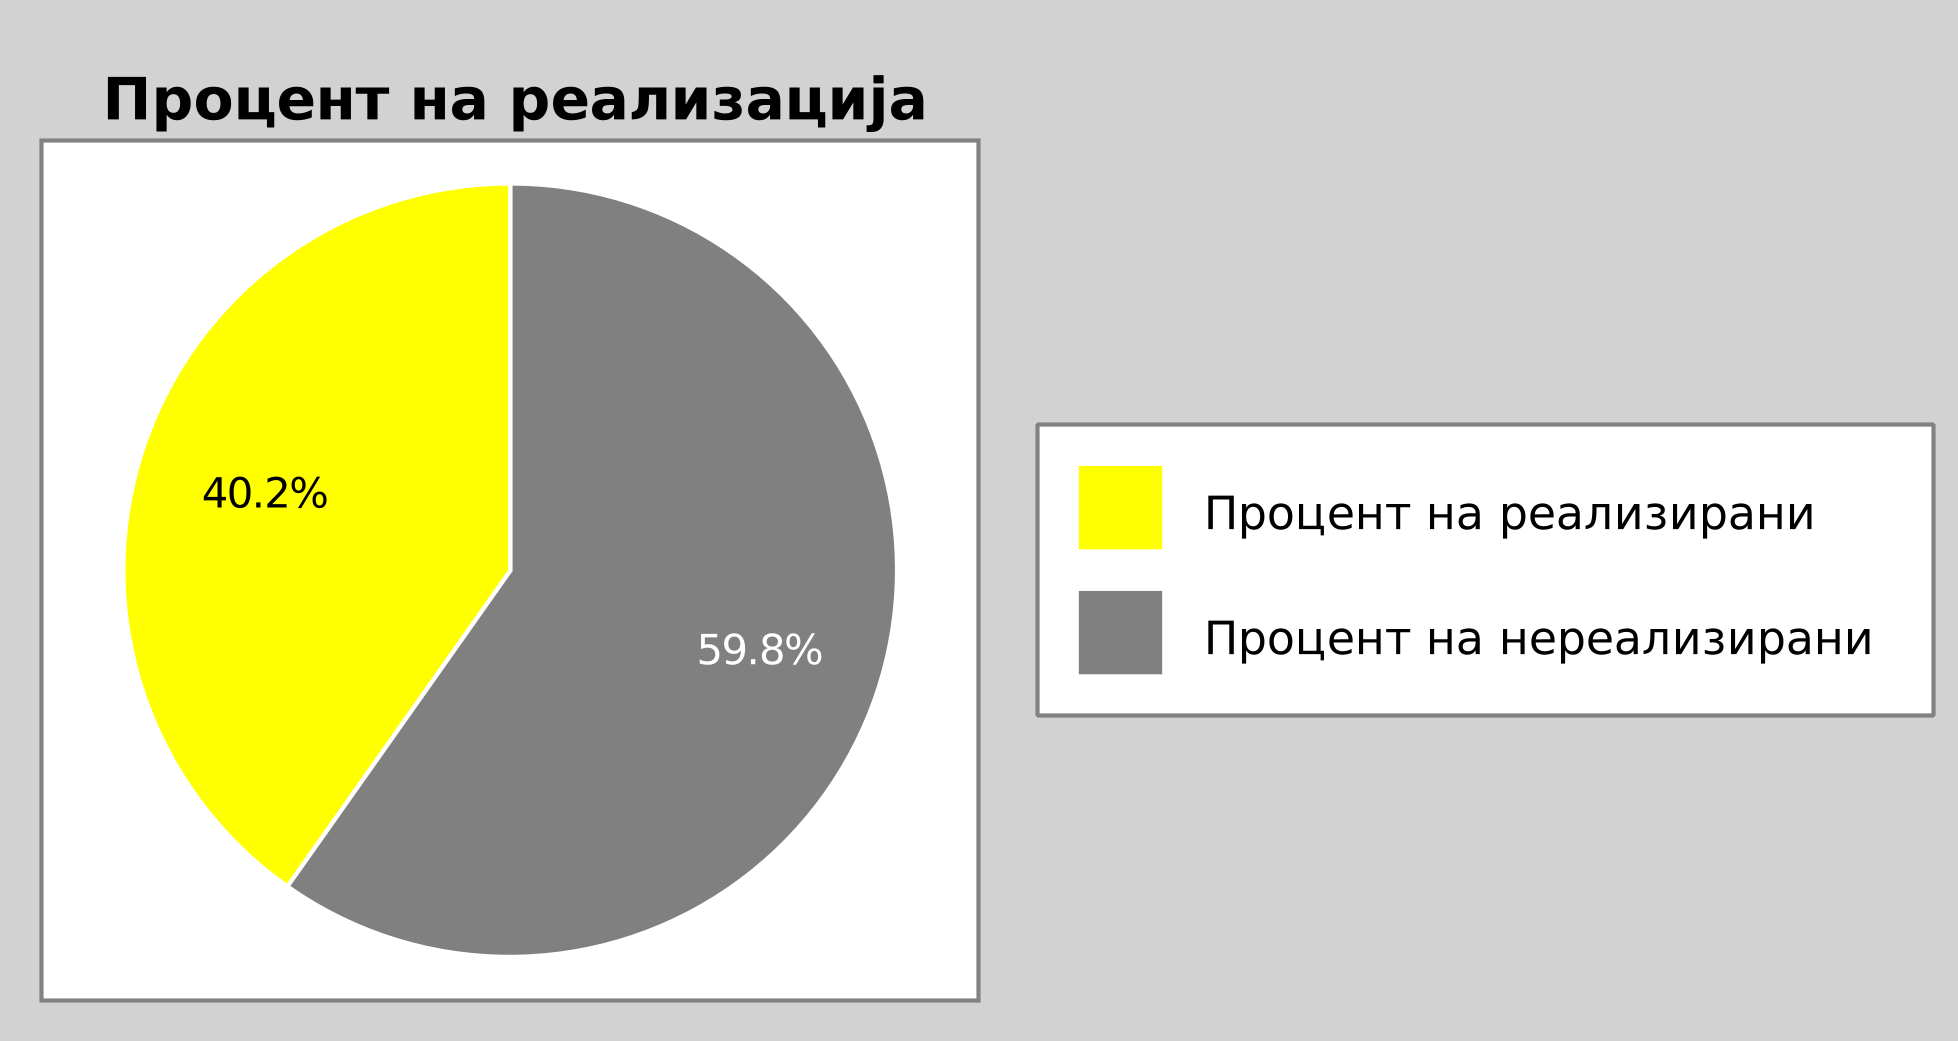 Процент на реализација
40.2%
59.8%
Процент на реализирани
Процент на нереализирани